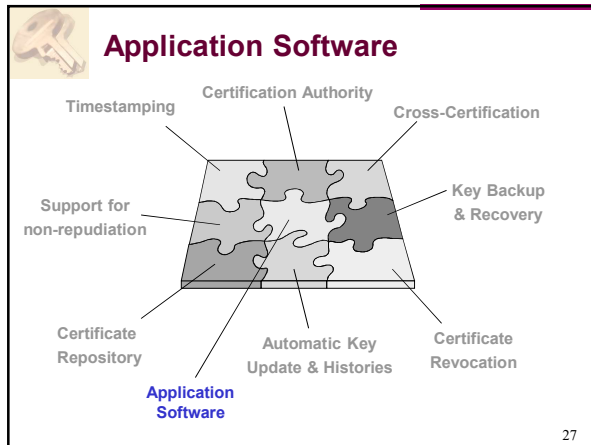 Application Software
Certification Authority
Timestamping
Cross-Certification
Key Backup
& Recovery
Support for
non-repudiation
Certificate
Repository
Automatic Key
Update & Histories
Certificate
Revocation
Application
Software
27